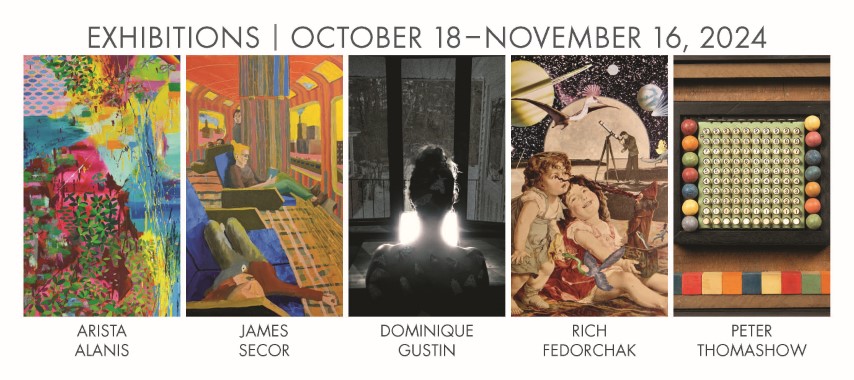 EXHIBITIONS | OCTOBER 18–NOVEMBER 16, 2024
ARISTA
ALANIS
JAMES
SECOR
DOMINIQUE
GUSTIN
RICH
FEDORCHAK
PETER
THOMASHOW